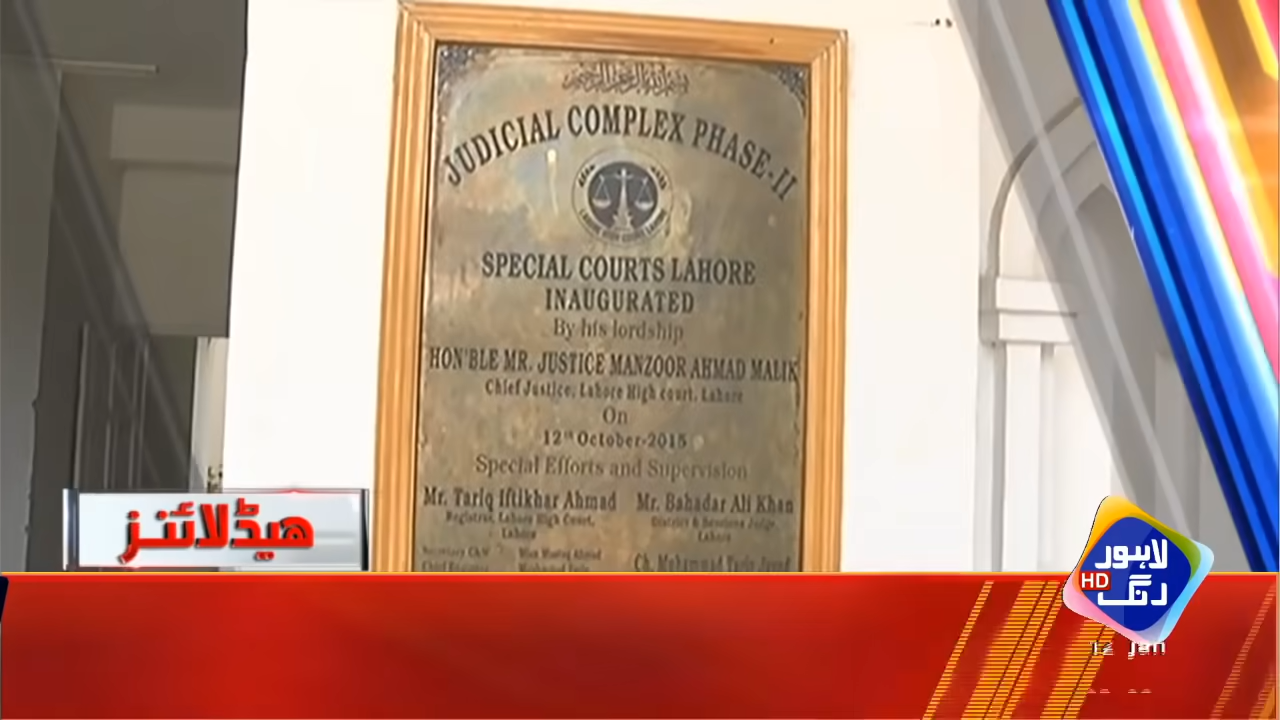 JUDICIAL COMPLEX PHASE-II
SPECIAL COURTS LAHORE
INAUGURATED
By his lordship
HON'BLE MR. JUSTICE MANZOOR AHMAD MALIK
Chief Justice, Lahore High court, Lahore
On
12th October-2015
Special Efforts and Supervision
Mr. Tariq Iftikhar Ahmad
Registrar, Lahore High Court,
Lahore
Mr. Bahadar Ali Khan
District & Sessions Judge,
Lahore
ہیڈلائنز
لاہور
رنگ
HD
12 Jan